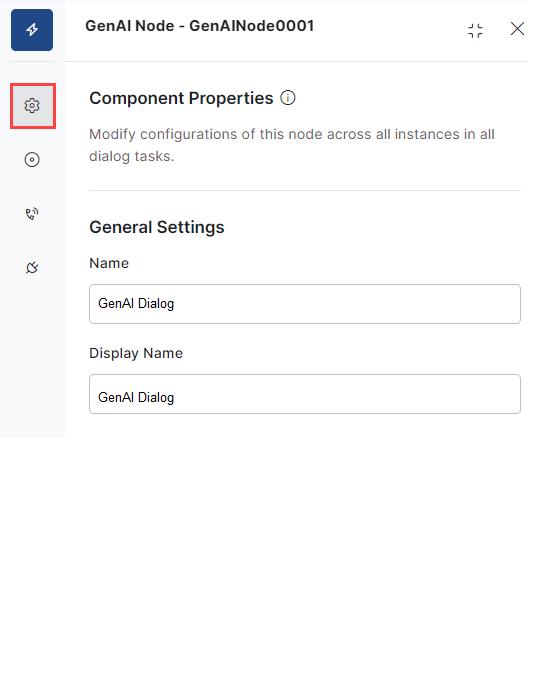 GenAI Node - GenAINode0001
Component Properties
Modify configurations of this node across all instances in all
dialog tasks.
General Settings
Name
GenAI Dialog
Display Name
GenAI Dialog